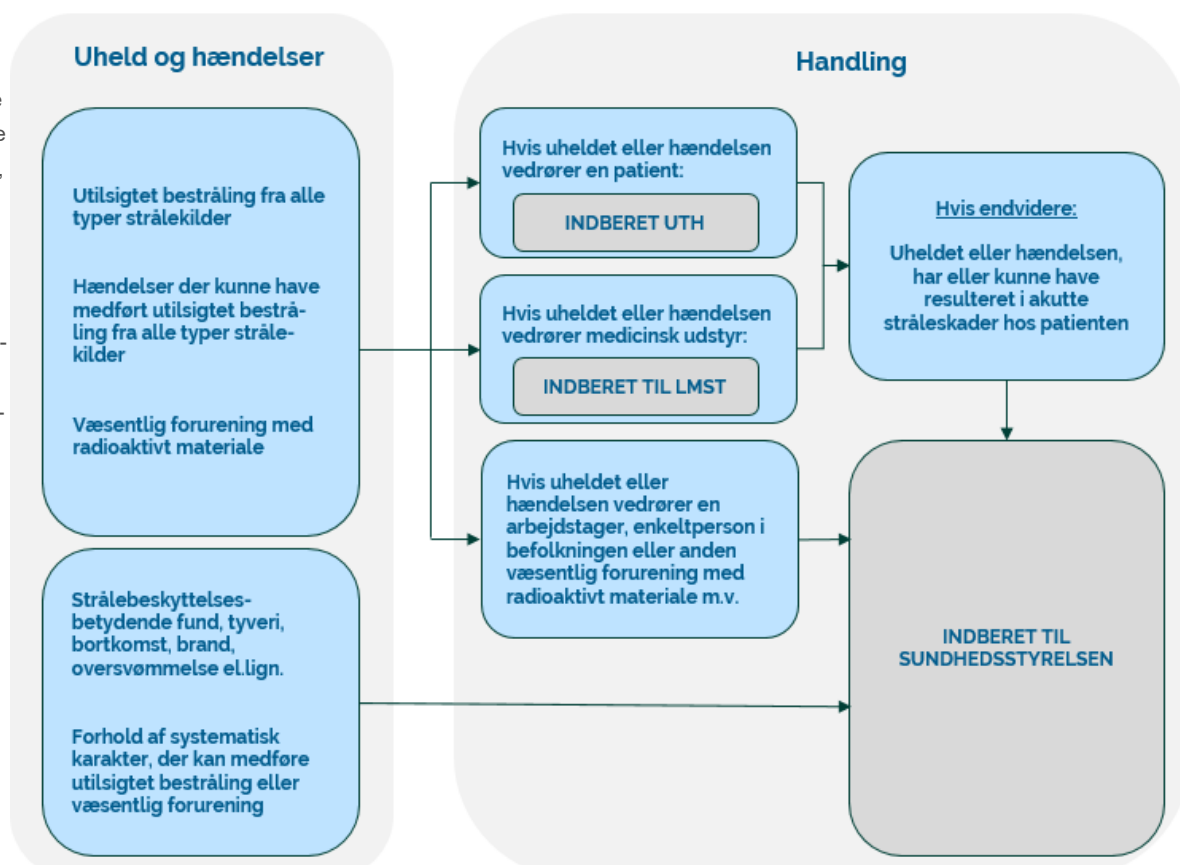 Uheld og hændelser
Utilsigtet bestråling fra alle
typer strålekilder
Hændelser der kunne have
medført utilsigtet bestrå-
ling fra alle typer stråle-
kilder
Væsentlig forurening med
radioaktivt materiale
Strålebeskyttelses-
betydende fund, tyveri,
bortkomst, brand,
oversvømmelse el.lign.
Forhold af systematisk
karakter, der kan medføre
utilsigtet bestråling eller
væsentlig forurening
Handling
Hvis uheldet eller hændelsen
vedrører en patient:
INDBERET UTH
Hvis uheldet eller hændelsen
vedrører medicinsk udstyr:
INDBERET TIL LMST
Hvis uheldet eller
hændelsen vedrører en
arbejdstager, enkeltperson i
befolkningen eller anden
væsentlig forurening med
radioaktivt materiale m.v.
Hvis endvidere:
Uheldet eller hændelsen,
har eller kunne have
resulteret i akutte
stråleskader hos patienten
INDBERET TIL
SUNDHEDSSTYRELSEN